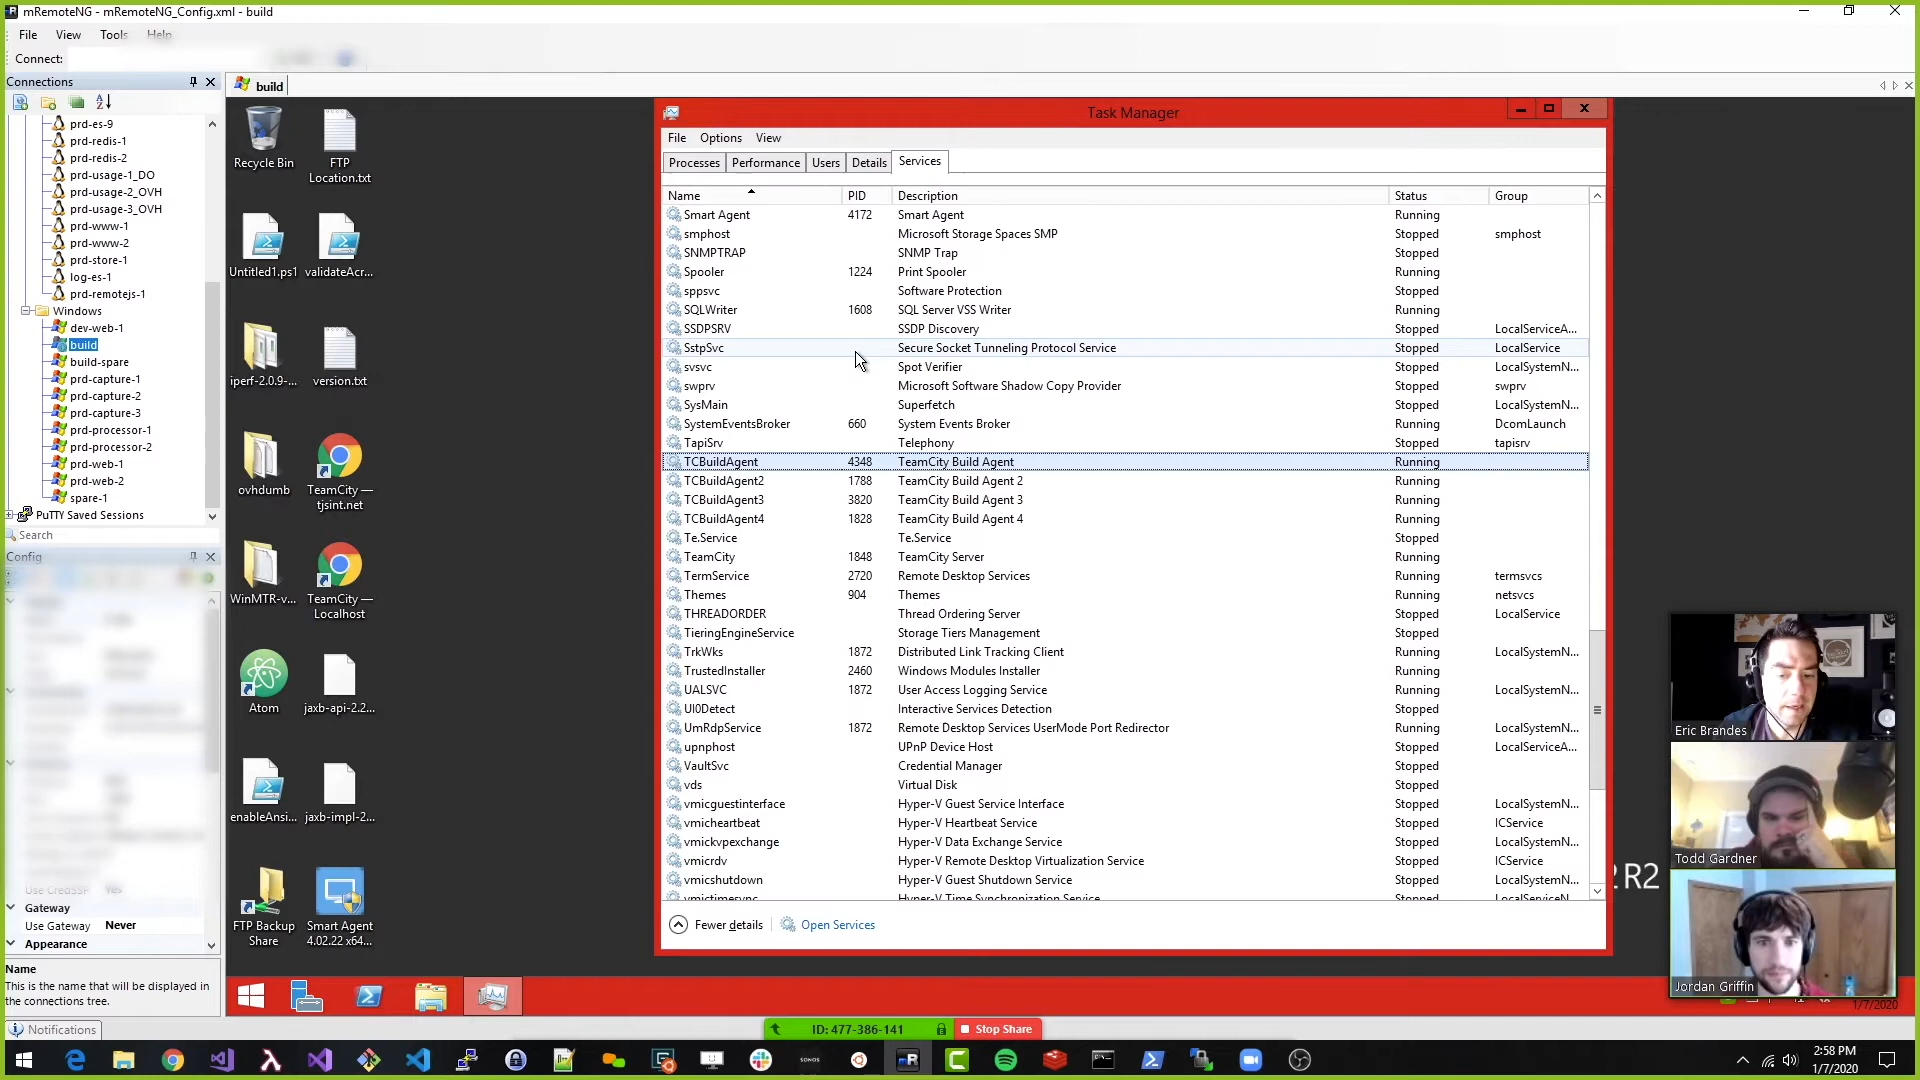 mRemoteNG - mRemoteNG_Config.xml - build
File View Tools Help
Connect:
Connections
prd-es-9
prd-redis-1
prd-redis-2
prd-usage-1_DO
prd-usage-2_OVH
prd-usage-3_OVH
prd-www-1
prd-www-2
prd-store-1
log-es-1
prd-remotejs-1
Windows
dev-web-1
build
build-spare
prd-capture-1
prd-capture-2
prd-capture-3
prd-processor-1
prd-processor-2
prd-web-1
prd-web-2
spare-1
PuTTY Saved Sessions
Search
Config
Use CredSSP Yes
Gateway
Use Gateway Never
Appearance
Name
This is the name that will be displayed in
the connections tree.
Notifications
build
Recycle Bin
FTP
Location.txt
Untitled1.ps1
validateAcr...
iperf-2.0.9-...
version.txt
ovhdumb
TeamCity —
tjsint.net
WinMTR-v...
TeamCity —
Localhost
Atom
jaxb-api-2.2...
enableAnsi...
jaxb-impl-2...
FTP Backup
Share
Smart Agent
4.02.22 x64...
Task Manager
File Options View
Processes Performance Users Details Services
Name PID Description Status Group
Smart Agent 4172 Smart Agent Running
smphost Microsoft Storage Spaces SMP Stopped smphost
SNMPTRAP SNMP Trap Stopped
Spooler 1224 Print Spooler Running
sppsvc Software Protection Stopped
SQLWriter 1608 SQL Server VSS Writer Running
SSDPSRV SSDP Discovery Stopped LocalServiceA...
SstpSvc Secure Socket Tunneling Protocol Service Stopped LocalService
svsvc Spot Verifier Stopped LocalSystemN...
swprv Microsoft Software Shadow Copy Provider Stopped swprv
SysMain Superfetch Stopped LocalSystemN...
SystemEventsBroker 660 System Events Broker Running DcomLaunch
TapiSrv Telephony Stopped tapisrv
TCBuildAgent 4348 TeamCity Build Agent Running
TCBuildAgent2 1788 TeamCity Build Agent 2 Running
TCBuildAgent3 3820 TeamCity Build Agent 3 Running
TCBuildAgent4 1828 TeamCity Build Agent 4 Running
Te.Service Te.Service Stopped
TeamCity 1848 TeamCity Server Running
TermService 2720 Remote Desktop Services Running termsvcs
Themes 904 Themes Running netsvcs
THREADORDER Thread Ordering Server Stopped LocalService
TieringEngineService Storage Tiers Management Stopped
TrkWks 1872 Distributed Link Tracking Client Running LocalSystemN...
TrustedInstaller 2460 Windows Modules Installer Running
UALSVC 1872 User Access Logging Service Running LocalSystemN...
UI0Detect Interactive Services Detection Stopped
UmRdpService 1872 Remote Desktop Services UserMode Port Redirector Running LocalSystemN...
upnphost UPnP Device Host Stopped LocalServiceA...
VaultSvc Credential Manager Stopped
vds Virtual Disk Stopped
vmicguestinterface Hyper-V Guest Service Interface Stopped LocalSystemN...
vmicheartbeat Hyper-V Heartbeat Service Stopped ICService
vmickvpexchange Hyper-V Data Exchange Service Stopped LocalSystemN...
vmicrdv Hyper-V Remote Desktop Virtualization Service Stopped ICService
vmicshutdown Hyper-V Guest Shutdown Service Stopped LocalSystemN...
vmictimesync Hyper-V Time Synchronization Service Stopped LocalServiceN...
Fewer details Open Services
2 R2
Eric Brandes
Todd Gardner
Jordan Griffin
1/7/2020
ID: 477-386-141
Stop Share
SONOS
2:58 PM
1/7/2020